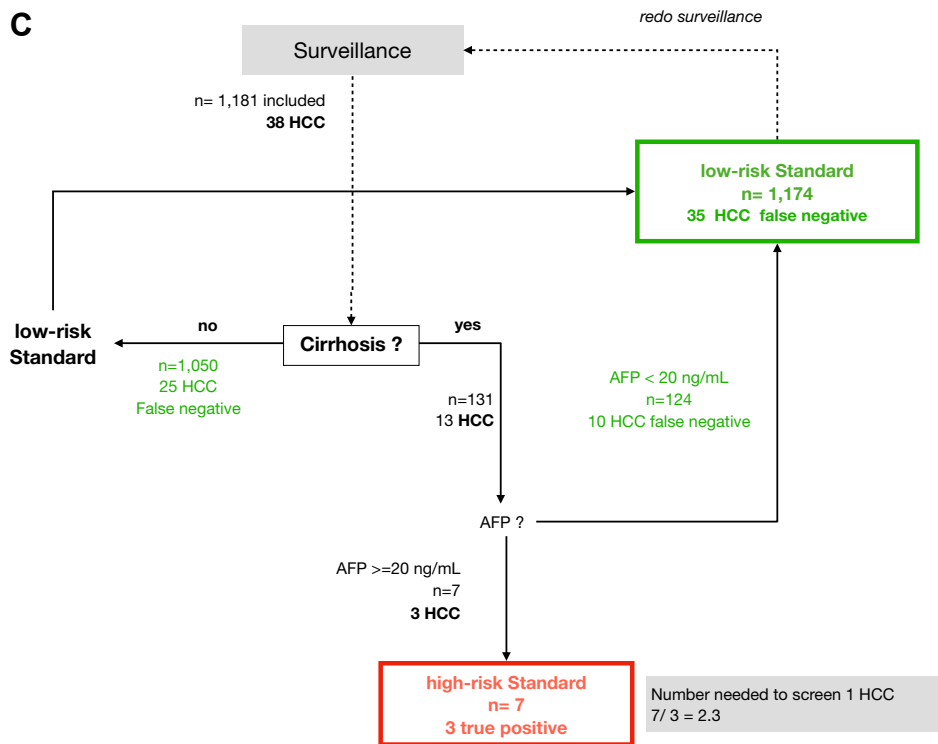 C
redo surveillance
Surveillance
n= 1,181 included
38 HCC
low-risk Standard
n= 1,174
35 HCC false negative
low-risk
Standard
no
Cirrhosis ?
yes
n=1,050
25 HCC
False negative
n=131
13 HCC
AFP < 20 ng/mL
n=124
10 HCC false negative
AFP ?
AFP >=20 ng/mL
n=7
3 HCC
high-risk Standard
n= 7
3 true positive
Number needed to screen 1 HCC
7/ 3 = 2.3